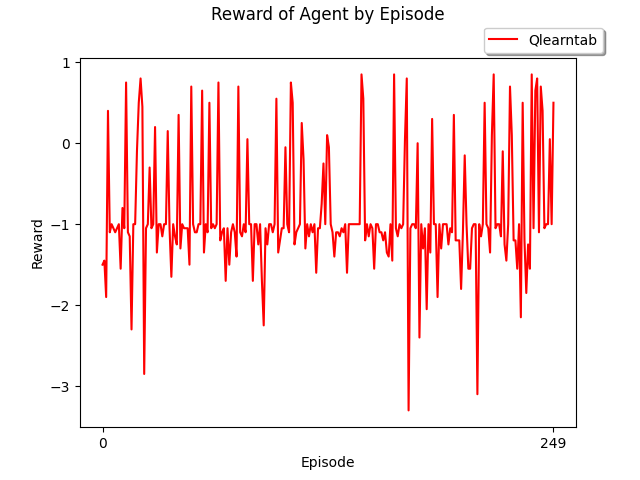 Reward of Agent by Episode
Qlearntab
1
0
−1
−2
−3
Reward
0
249
Episode